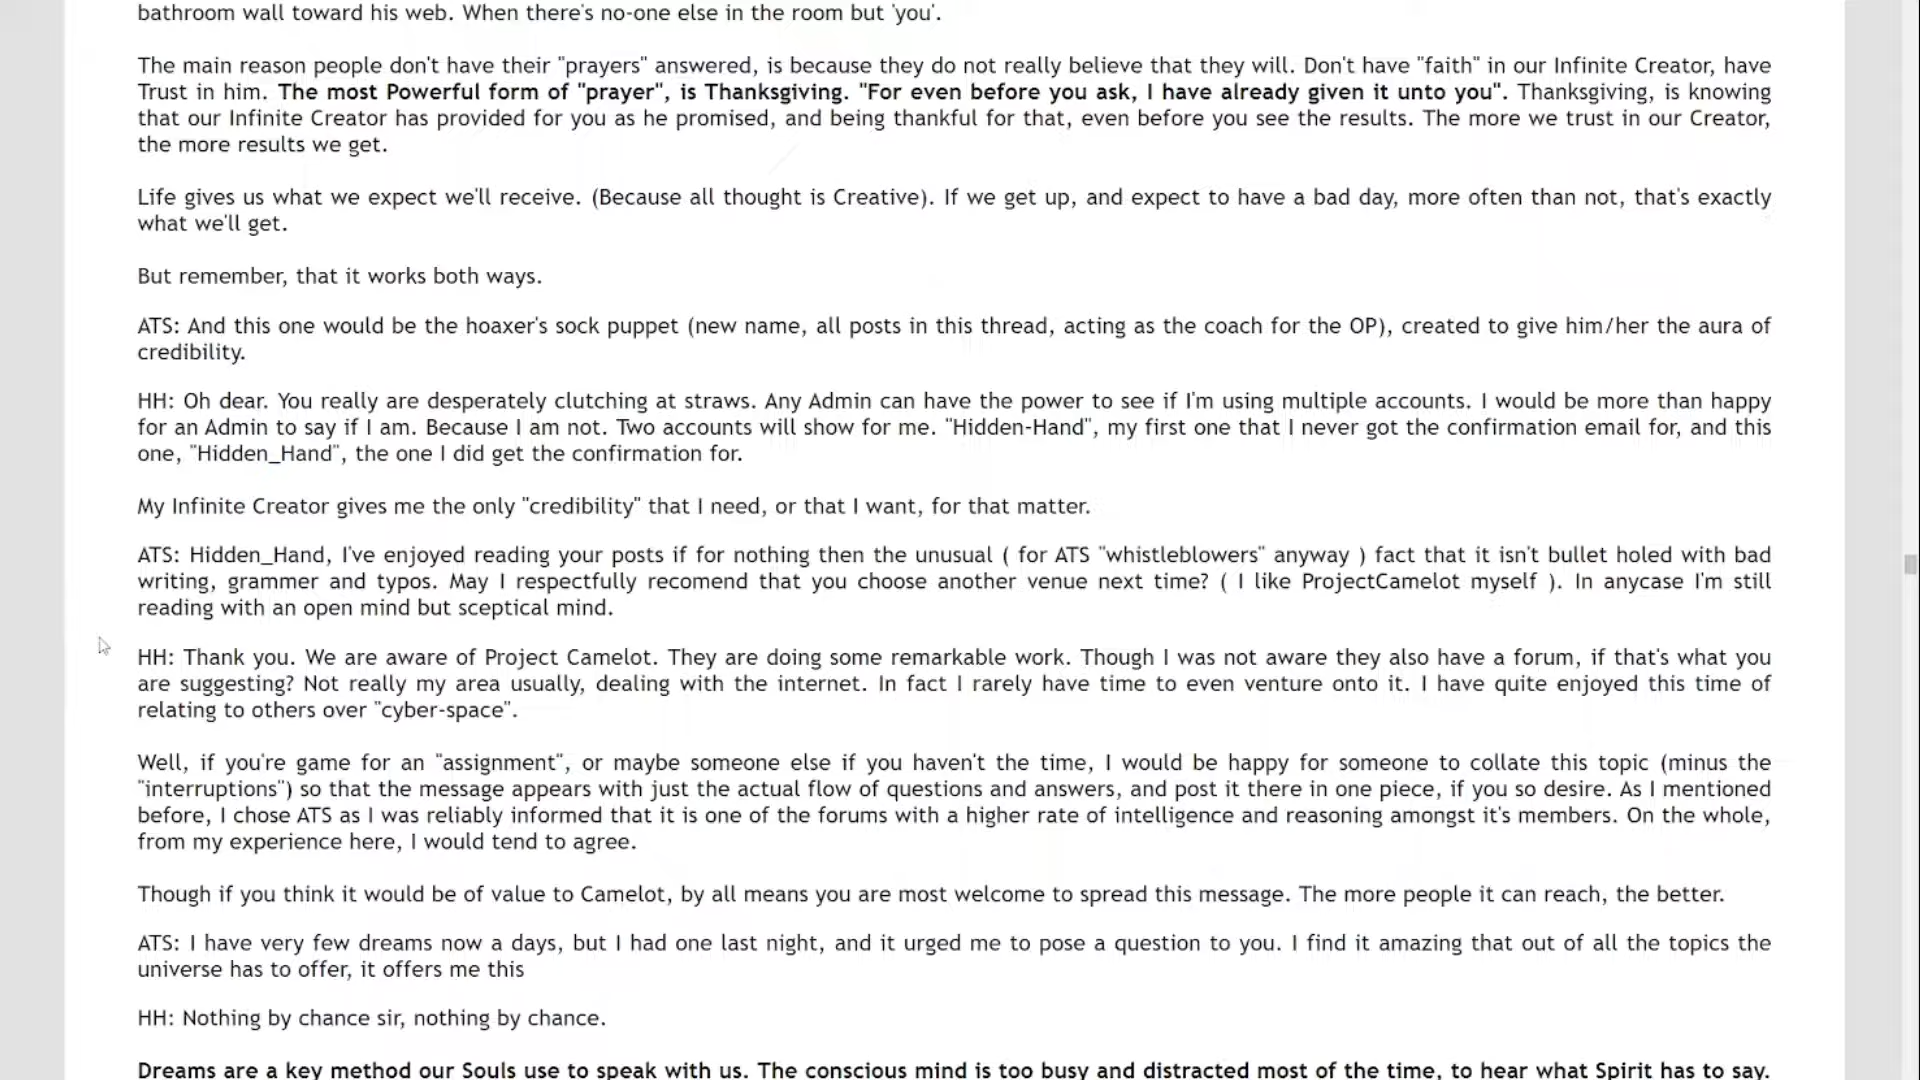 bathroom wall toward his web. When there's no-one else in the room but 'you'.
The main reason people don't have their "prayers" answered, is because they do not really believe that they will. Don't have "faith" in our Infinite Creator, have
Trust in him. The most Powerful form of "prayer", is Thanksgiving. "For even before you ask, I have already given it unto you". Thanksgiving, is knowing
that our Infinite Creator has provided for you as he promised, and being thankful for that, even before you see the results. The more we trust in our Creator,
the more results we get.
Life gives us what we expect we'll receive. (Because all thought is Creative). If we get up, and expect to have a bad day, more often than not, that's exactly
what we'll get.
But remember, that it works both ways.
ATS: And this one would be the hoaxer's sock puppet (new name, all posts in this thread, acting as the coach for the OP), created to give him/her the aura of
credibility.
HH: Oh dear. You really are desperately clutching at straws. Any Admin can have the power to see if I'm using multiple accounts. I would be more than happy
for an Admin to say if I am. Because I am not. Two accounts will show for me. "Hidden-Hand", my first one that I never got the confirmation email for, and this
one, "Hidden_Hand", the one I did get the confirmation for.
My Infinite Creator gives me the only "credibility" that I need, or that I want, for that matter.
ATS: Hidden_Hand, I've enjoyed reading your posts if for nothing then the unusual ( for ATS "whistleblowers" anyway ) fact that it isn't bullet holed with bad
writing, grammer and typos. May I respectfully recomend that you choose another venue next time? ( I like ProjectCamelot myself ). In anycase I'm still
reading with an open mind but sceptical mind.
HH: Thank you. We are aware of Project Camelot. They are doing some remarkable work. Though I was not aware they also have a forum, if that's what you
are suggesting? Not really my area usually, dealing with the internet. In fact I rarely have time to even venture onto it. I have quite enjoyed this time of
relating to others over "cyber-space".
Well, if you're game for an "assignment", or maybe someone else if you haven't the time, I would be happy for someone to collate this topic (minus the
"interruptions") so that the message appears with just the actual flow of questions and answers, and post it there in one piece, if you so desire. As I mentioned
before, I chose ATS as I was reliably informed that it is one of the forums with a higher rate of intelligence and reasoning amongst it's members. On the whole,
from my experience here, I would tend to agree.
Though if you think it would be of value to Camelot, by all means you are most welcome to spread this message. The more people it can reach, the better.
ATS: I have very few dreams now a days, but I had one last night, and it urged me to pose a question to you. I find it amazing that out of all the topics the
universe has to offer, it offers me this
HH: Nothing by chance sir, nothing by chance.
Dreams are a key method our Souls use to speak with us. The conscious mind is too busy and distracted most of the time, to hear what Spirit has to say.